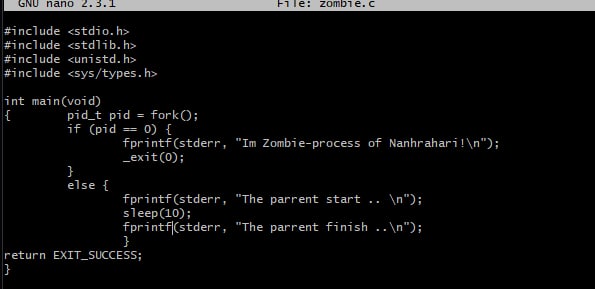 GNU nano 2.3.1 File: zombie.c
#include <stdio.h>
#include <stdlib.h>
#include <unistd.h>
#include <sys/types.h>
int main(void)
{ pid_t pid = fork();
if (pid == 0) {
fprintf(stderr, "Im Zombie-process of Nanhrahari!\n");
_exit(0);
}
else {
fprintf(stderr, "The parrent start .. \n");
sleep(10);
fprintf(stderr, "The parrent finish ..\n");
}
return EXIT_SUCCESS;
}